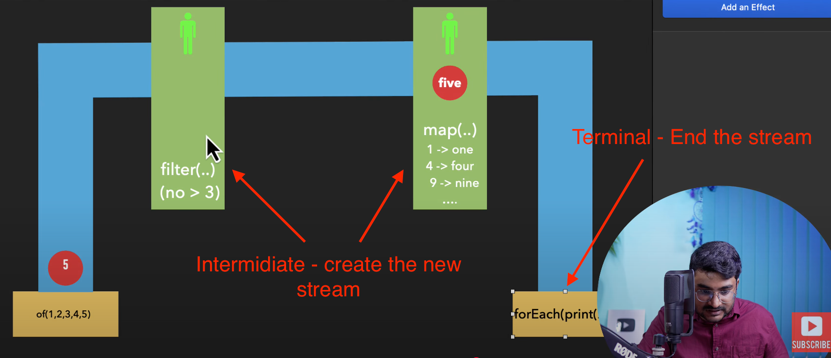 Add an Effect
five
map(..)
1 -> one
4 -> four
9 -> nine
....
filter(..)
(no > 3)
Terminal - End the stream
Intermidiate - create the new
stream
5
of(1,2,3,4,5)
forEach(print(
RØDE
SUBSCRIBE